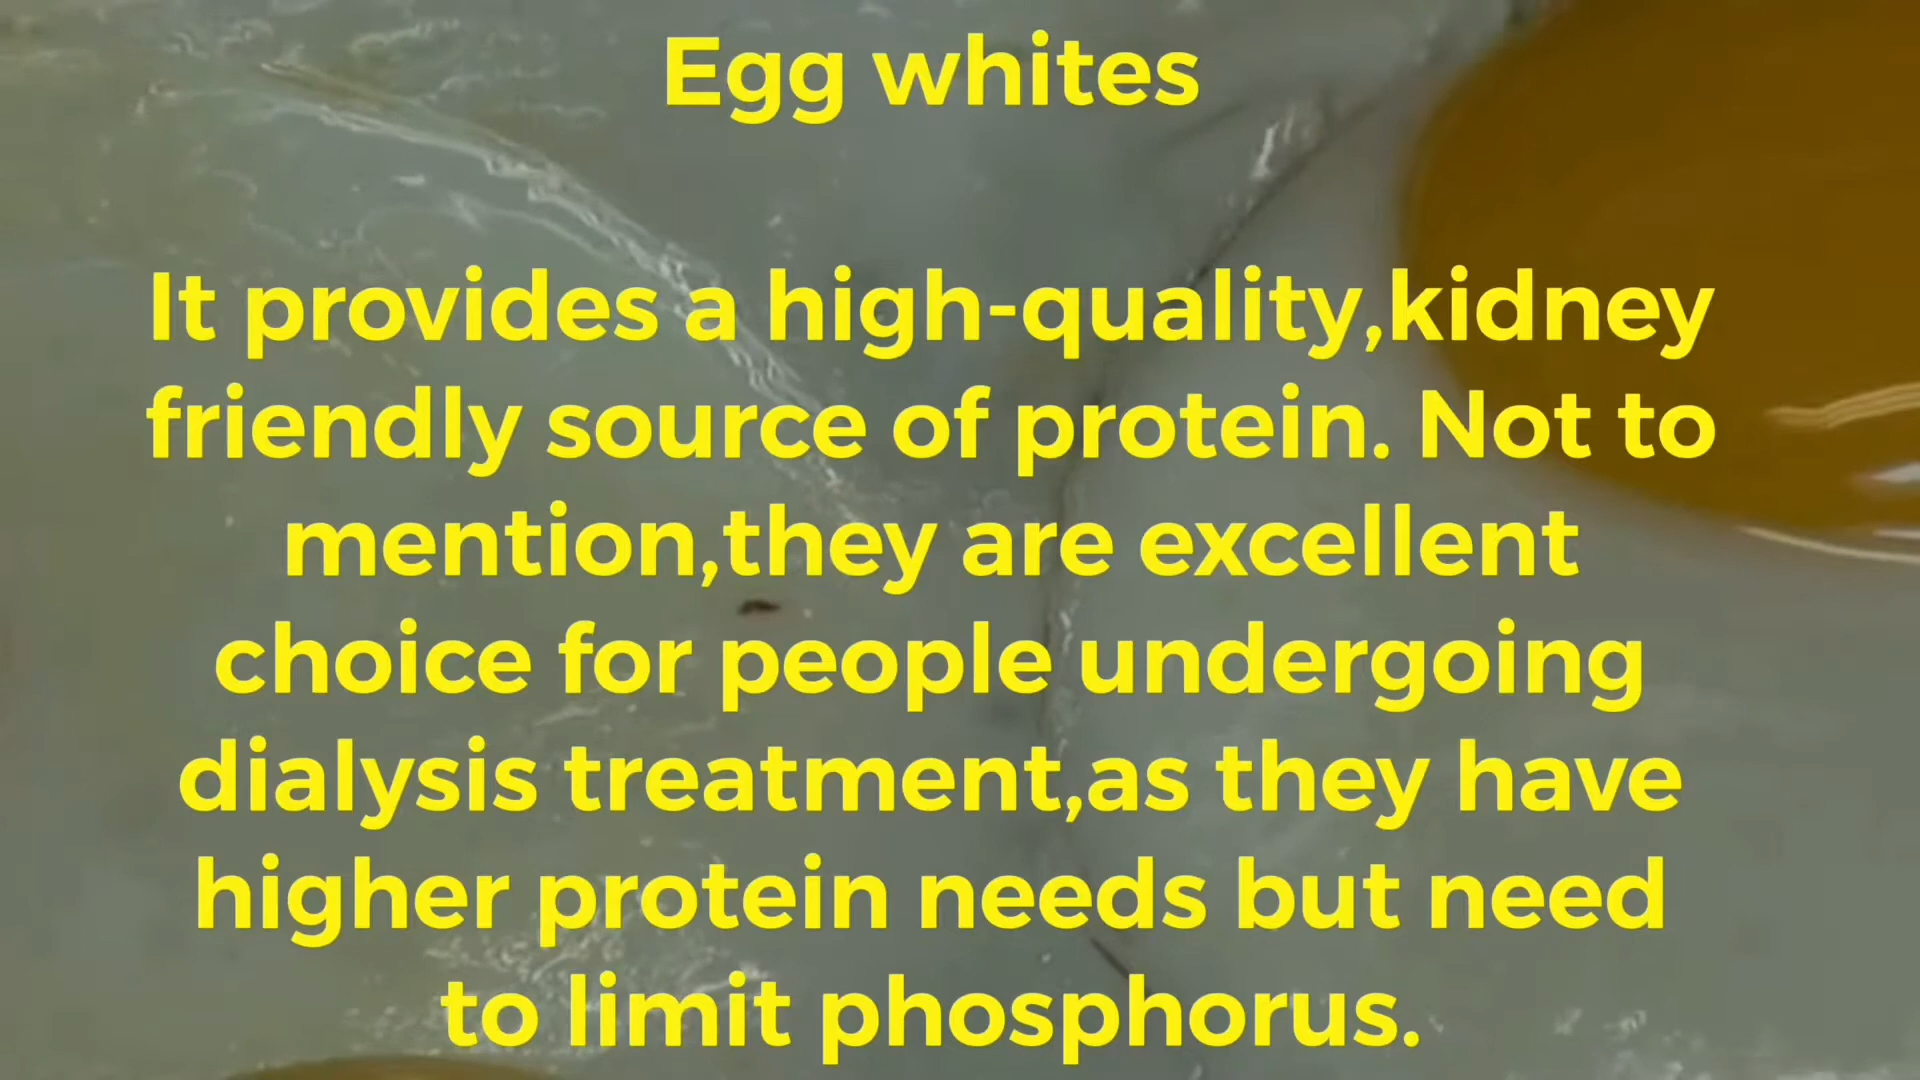 Egg whites
It provides a high-quality,kidney
friendly source of protein. Not to
mention,they are excellent
choice for people undergoing
dialysis treatment,as they have
higher protein needs but need
to limit phosphorus.